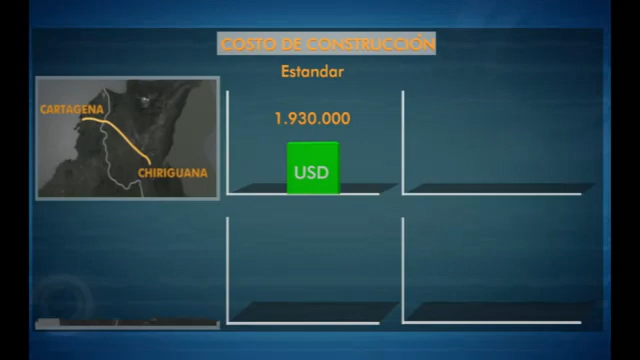 COSTO DE CONSTRUCCIÓN
Estandar
CARTAGENA
1.930.000
CHIRIGUANA
USD